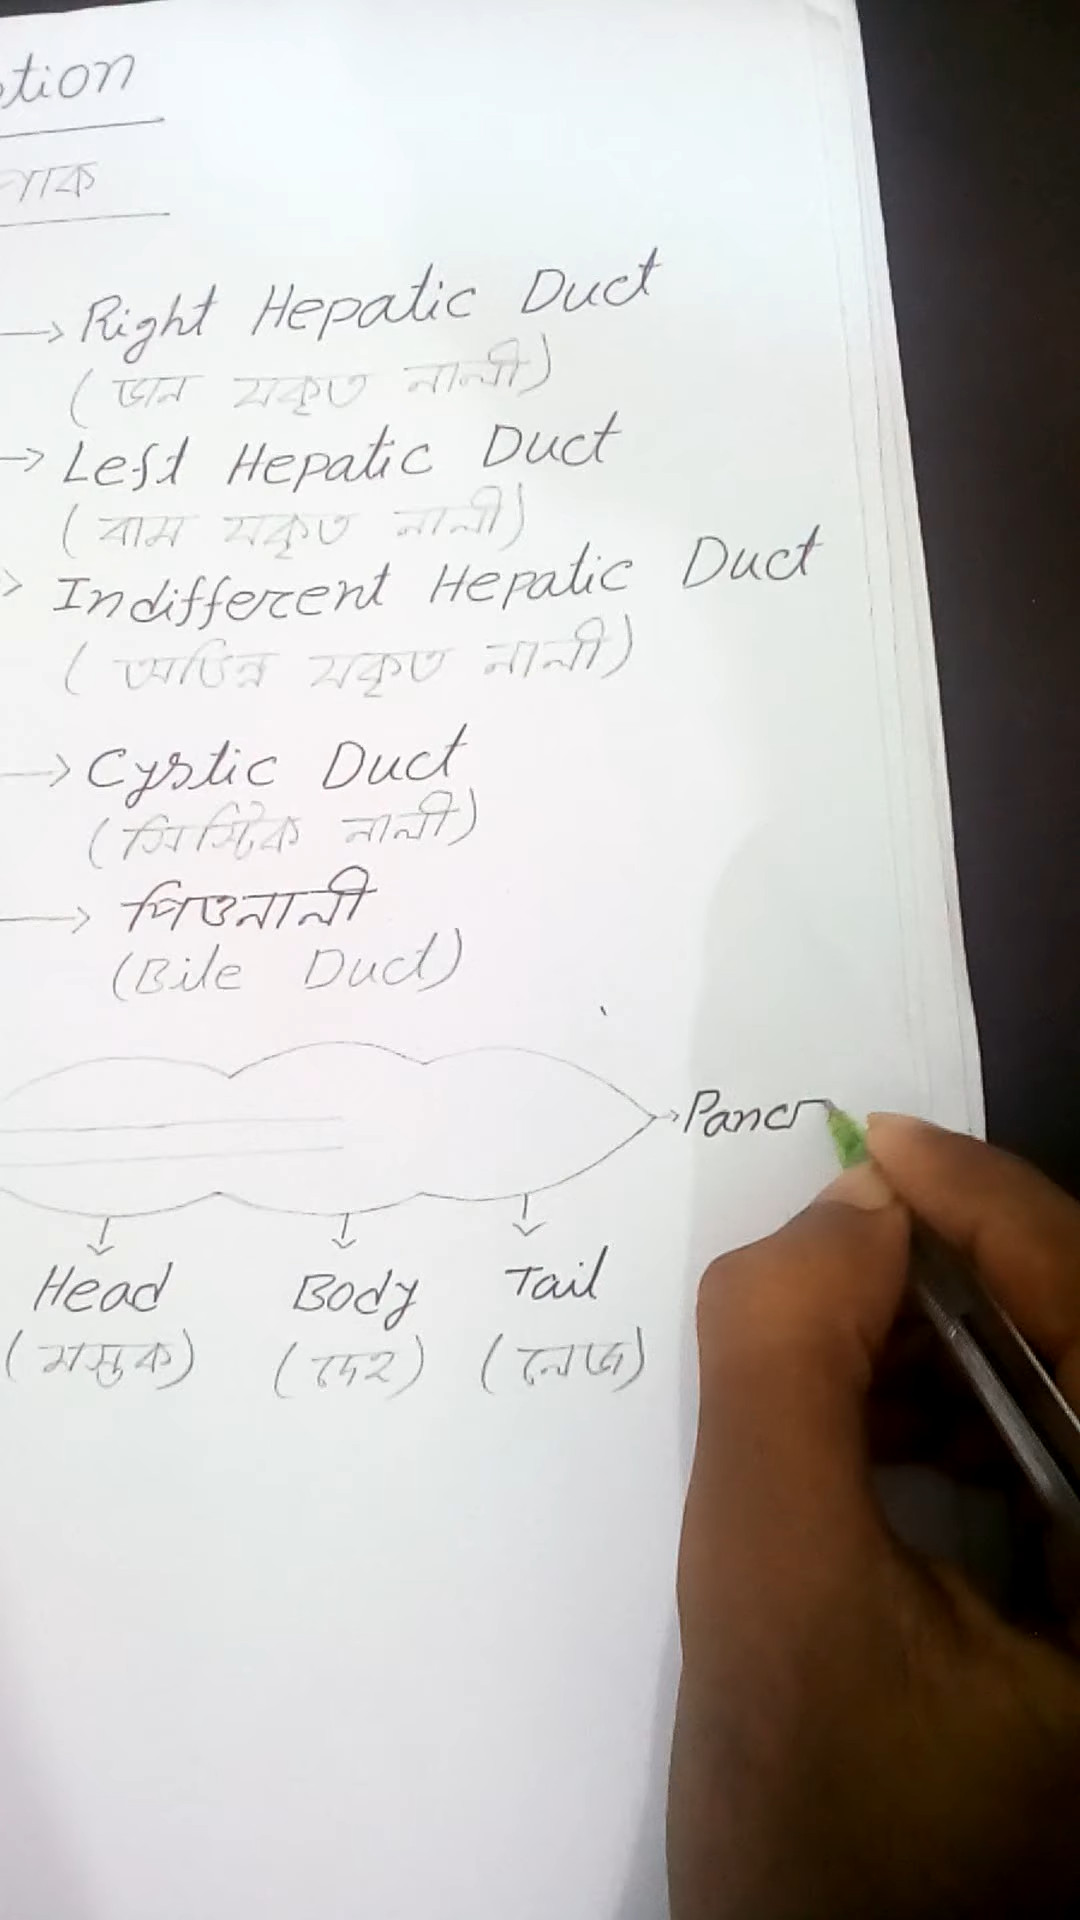 tion
পাক
Right Hepatic Duct
(ডান যকৃত নালী)
Left Hepatic Duct
(বাম যকৃত নালী)
Indifferent Hepatic Duct
(অভিন্ন যকৃত নালী)
Cystic Duct
(সিস্টিক নালী)
পিত্তনালী
(Bile Duct)
Pancr
Head Body Tail
(মস্তক) (দেহ) (লেজ)